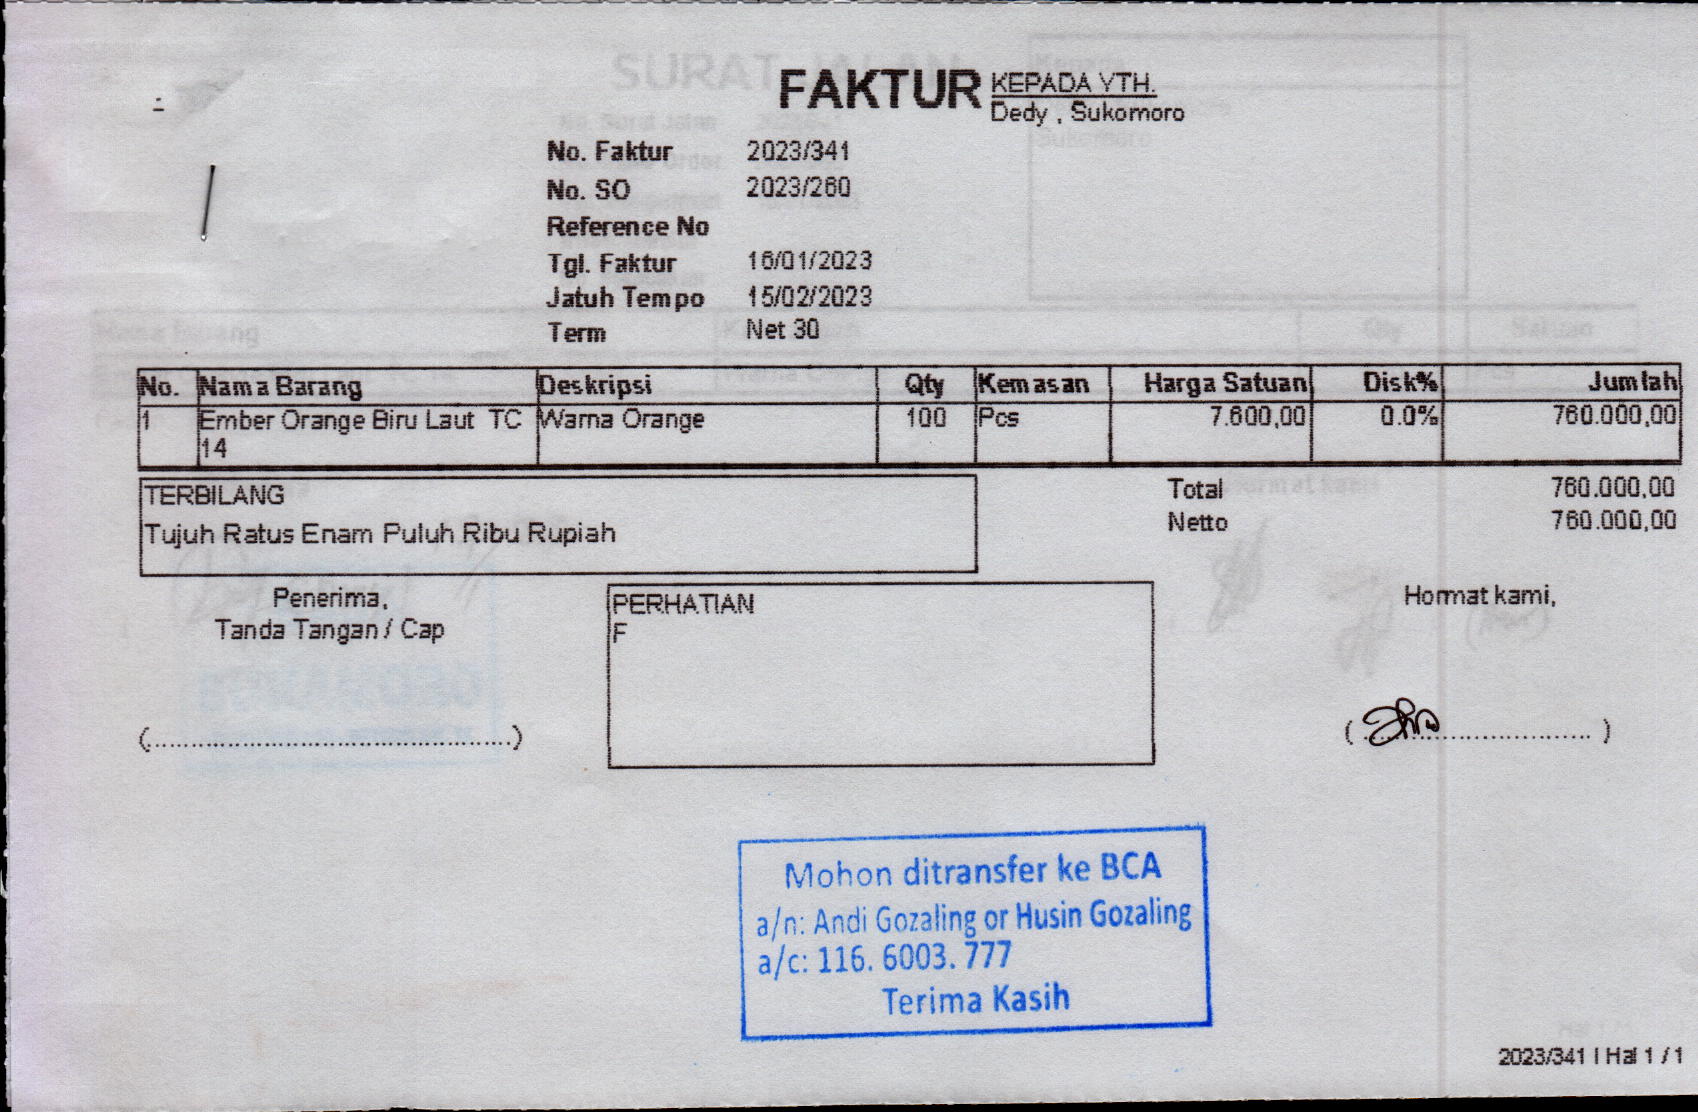 FAKTUR
KEPADA YTH.
Dedy , Sukomoro
No. Faktur 2023/341
No. SO 2023/260
Reference No
Tgl. Faktur 16/01/2023
Jatuh Tempo 15/02/2023
Term Net 30
No. Nama Barang Deskripsi Qty Kemasan Harga Satuan Disk% Jumlah
1 Ember Orange Biru Laut TC Warna Orange 100 Pcs 7.600,00 0.0% 760.000,00
14
TERBILANG
Tujuh Ratus Enam Puluh Ribu Rupiah
Total 760.000,00
Netto 760.000,00
Penerima,
Tanda Tangan / Cap
(................................................)
PERHATIAN
F
Hormat kami,
( ................................ )
Mohon ditransfer ke BCA
a/n: Andi Gozaling or Husin Gozaling
a/c: 116. 6003. 777
Terima Kasih
2023/341 | Hal 1 / 1